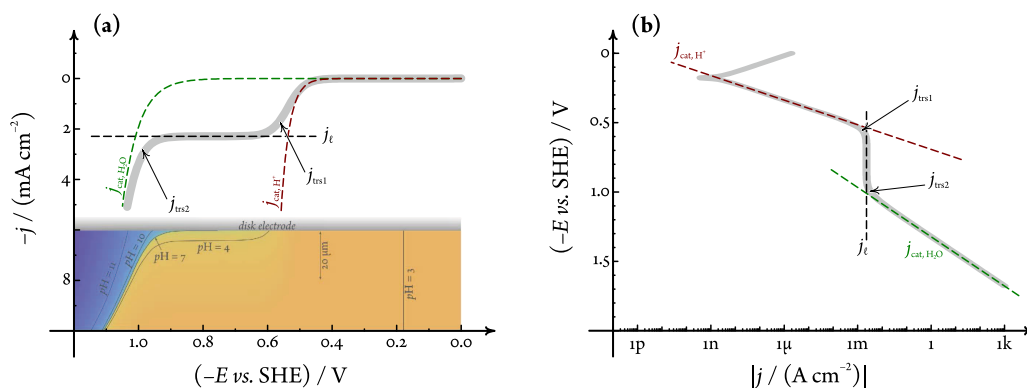 (a)
j_cat, H₂O
j_ℓ
j_trs1
j_trs2
j_cat, H⁺
-j / (mA cm⁻²)
0
2
4
8
disk electrode
pH = 11
pH = 10
pH = 7
pH = 4
20 μm
pH = 3
1.0
0.8
0.6
0.4
0.2
0.0
(–E vs. SHE) / V
(b)
j_cat, H⁺
j_trs1
j_trs2
j_ℓ
j_cat, H₂O
(–E vs. SHE) / V
0
0.5
1.0
1.5
1p
1n
1μ
1m
1
1k
|j / (A cm⁻²)|